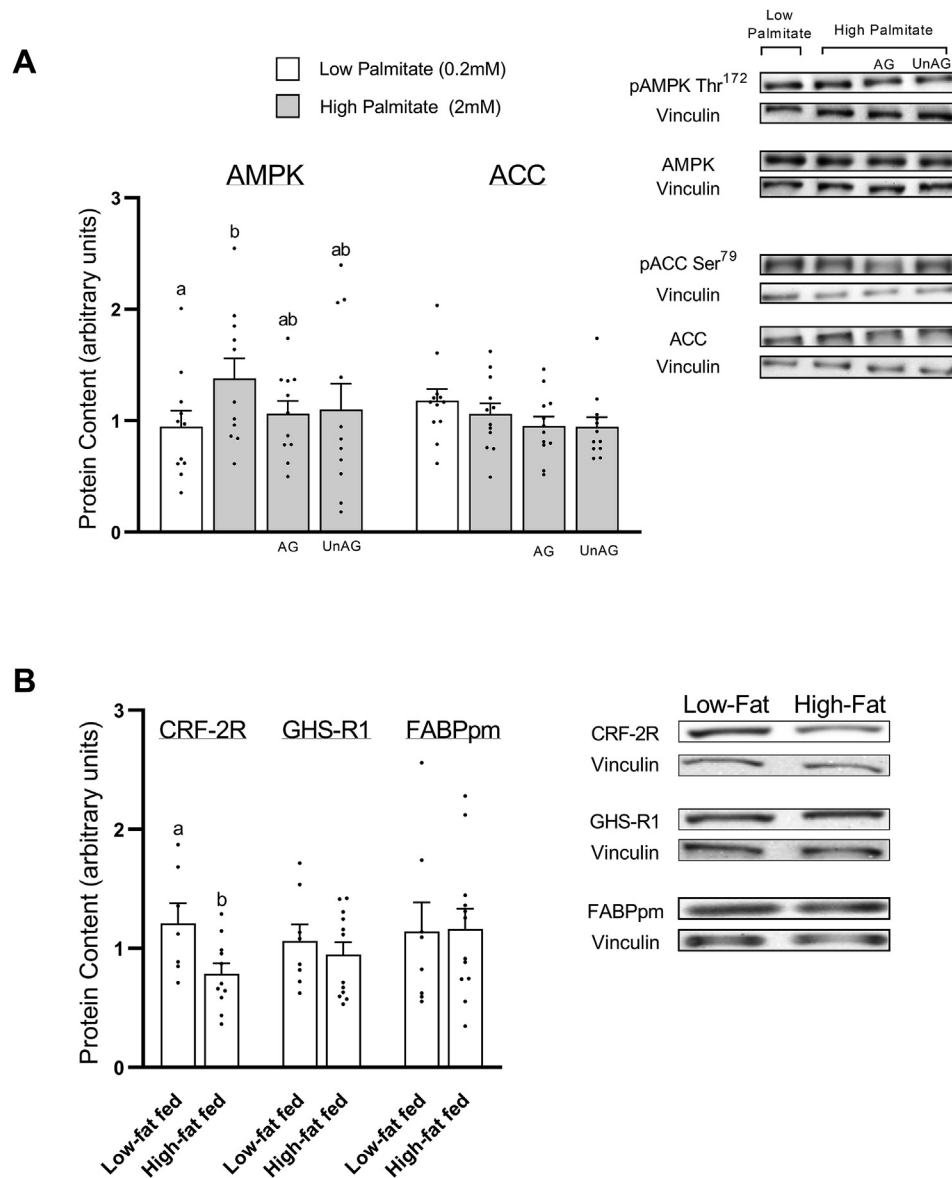 A
Low Palmitate (0.2mM)
High Palmitate (2mM)
AMPK
ACC
Protein Content (arbitrary units)
3
2
1
0
a
b
ab
ab
AG
UnAG
AG
UnAG
Low
Palmitate
High Palmitate
AG
UnAG
pAMPK Thr172
Vinculin
AMPK
Vinculin
pACC Ser79
Vinculin
ACC
Vinculin
B
CRF-2R
GHS-R1
FABPpm
Protein Content (arbitrary units)
3
2
1
0
a
b
Low-fat fed
High-fat fed
Low-fat fed
High-fat fed
Low-fat fed
High-fat fed
Low-Fat
High-Fat
CRF-2R
Vinculin
GHS-R1
Vinculin
FABPpm
Vinculin